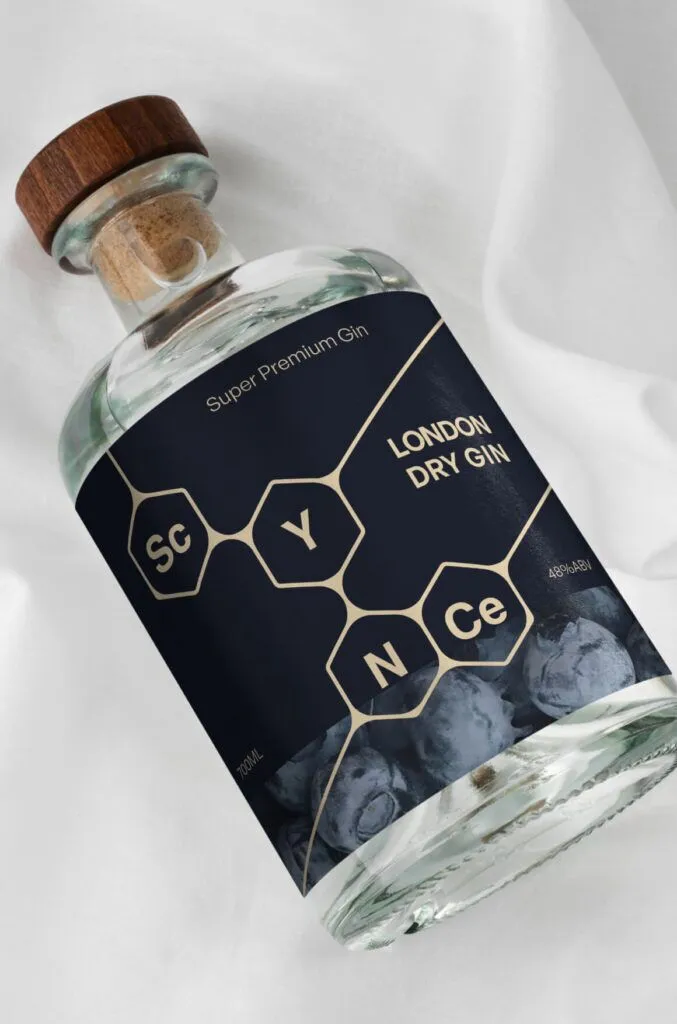 Super Premium Gin
LONDON
DRY GIN
Sc
Y
N
Ce
48%ABV
700ML